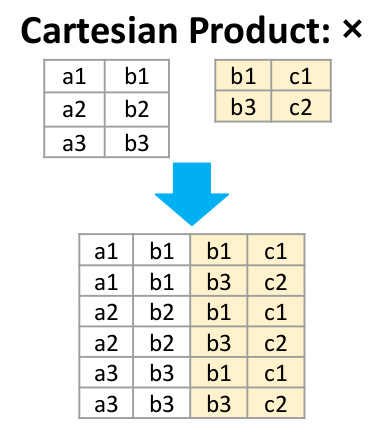 Cartesian Product: ×
a1 b1 b1 c1
a2 b2 b3 c2
a3 b3
a1 b1 b1 c1
a1 b1 b3 c2
a2 b2 b1 c1
a2 b2 b3 c2
a3 b3 b1 c1
a3 b3 b3 c2